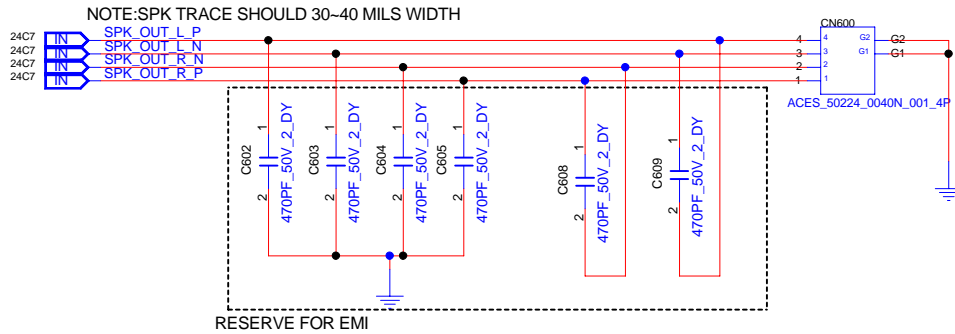 NOTE:SPK TRACE SHOULD 30~40 MILS WIDTH
CN600
24C7 IN SPK_OUT_L_P 4 4 G2 G2
24C7 IN SPK_OUT_L_N 3 3 G1 G1
24C7 IN SPK_OUT_R_N 2 2
24C7 IN SPK_OUT_R_P 1 1
ACES_50224_0040N_001_4P
C602 1 2 470PF_50V_2_DY
C603 1 2 470PF_50V_2_DY
C604 1 2 470PF_50V_2_DY
C605 1 2 470PF_50V_2_DY
C608 1 2 470PF_50V_2_DY
C609 1 2 470PF_50V_2_DY
RESERVE FOR EMI